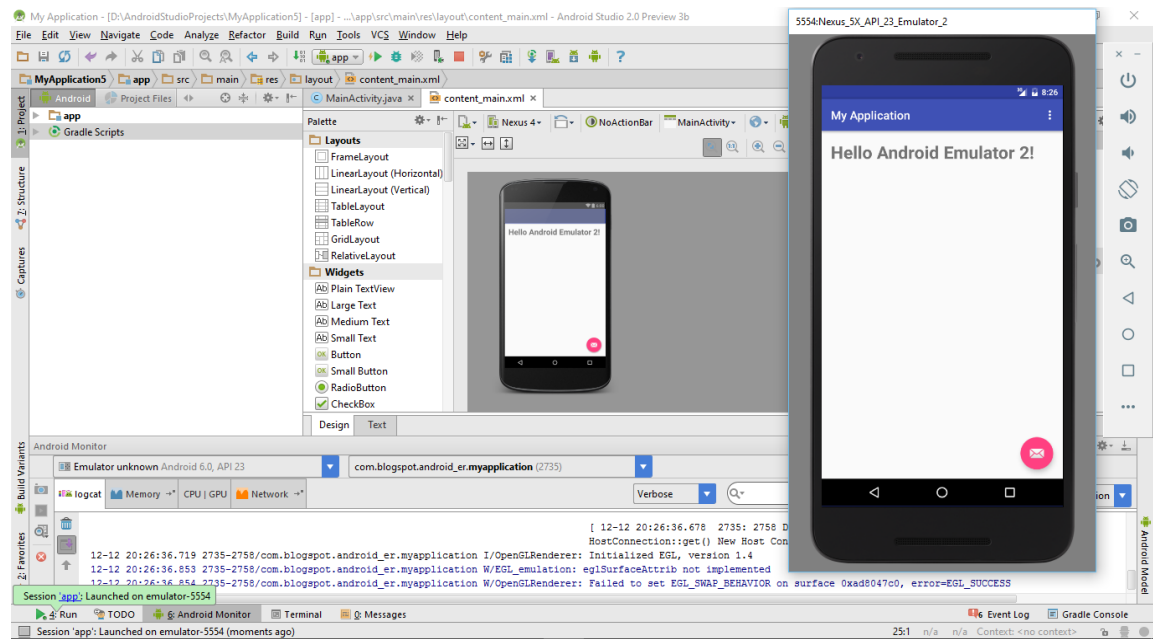 My Application - [D:\AndroidStudioProjects\MyApplication5] - [app] - ...\app\src\main\res\layout\content_main.xml - Android Studio 2.0 Preview 3b
File Edit View Navigate Code Analyze Refactor Build Run Tools VCS Window Help
app
MyApplication5 app src main res layout content_main.xml
Android Project Files
MainActivity.java content_main.xml
1: Project
app
Gradle Scripts
Z: Structure
Captures
Palette
Nexus 4 NoActionBar MainActivity
Layouts
FrameLayout
LinearLayout (Horizontal)
LinearLayout (Vertical)
TableLayout
TableRow
GridLayout
RelativeLayout
Widgets
Ab Plain TextView
Ab Large Text
Ab Medium Text
Ab Small Text
OK Button
OK Small Button
RadioButton
CheckBox
Design Text
Hello Android Emulator 2!
5554:Nexus_5X_API_23_Emulator_2
8:26
My Application
Hello Android Emulator 2!
Android Monitor
Emulator unknown Android 6.0, API 23
com.blogspot.android_er.myapplication (2735)
logcat Memory CPU | GPU Network
Verbose
ion
Build Variants
2: Favorites
Android Model
[ 12-12 20:26:36.678 2735: 2758 D
HostConnection::get() New Host Con
12-12 20:26:36.719 2735-2758/com.blogspot.android_er.myapplication I/OpenGLRenderer: Initialized EGL, version 1.4
12-12 20:26:36.853 2735-2758/com.blogspot.android_er.myapplication W/EGL_emulation: eglSurfaceAttrib not implemented
12-12 20:26:36.854 2735-2758/com.blogspot.android_er.myapplication W/OpenGLRenderer: Failed to set EGL_SWAP_BEHAVIOR on surface 0xad8047c0, error=EGL_SUCCESS
Session 'app': Launched on emulator-5554
4: Run TODO 6: Android Monitor Terminal 0: Messages
6 Event Log Gradle Console
Session 'app': Launched on emulator-5554 (moments ago)
25:1 n/a n/a Context: <no context>